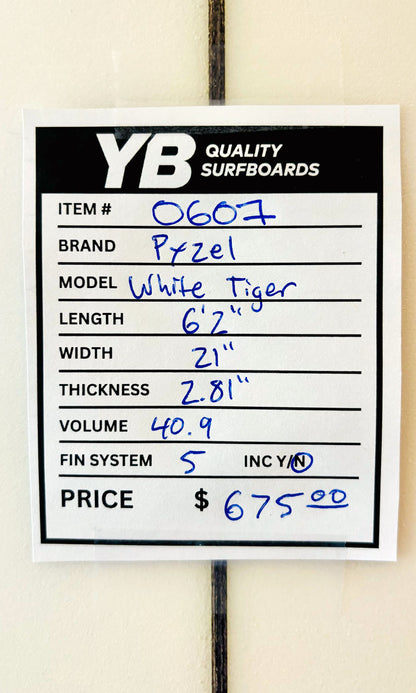 YB QUALITY SURFBOARDS
ITEM # 0607
BRAND Pyzel
MODEL White Tiger
LENGTH 6'2"
WIDTH 21"
THICKNESS 2.81"
VOLUME 40.9
FIN SYSTEM 5 INC Y/N
PRICE $ 675.00